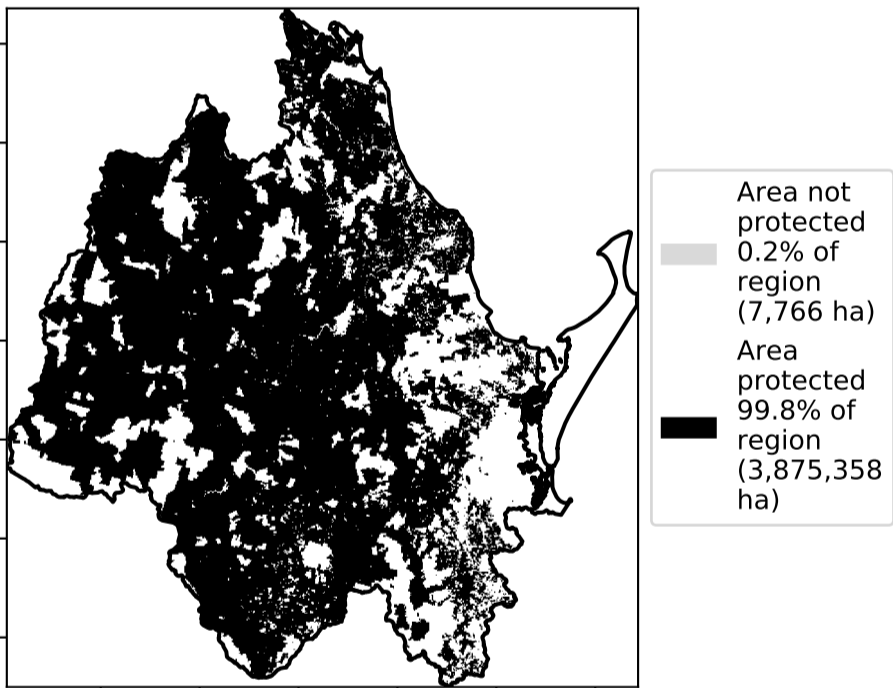 Area not
protected
0.2% of
region
(7,766 ha)
Area
protected
99.8% of
region
(3,875,358
ha)